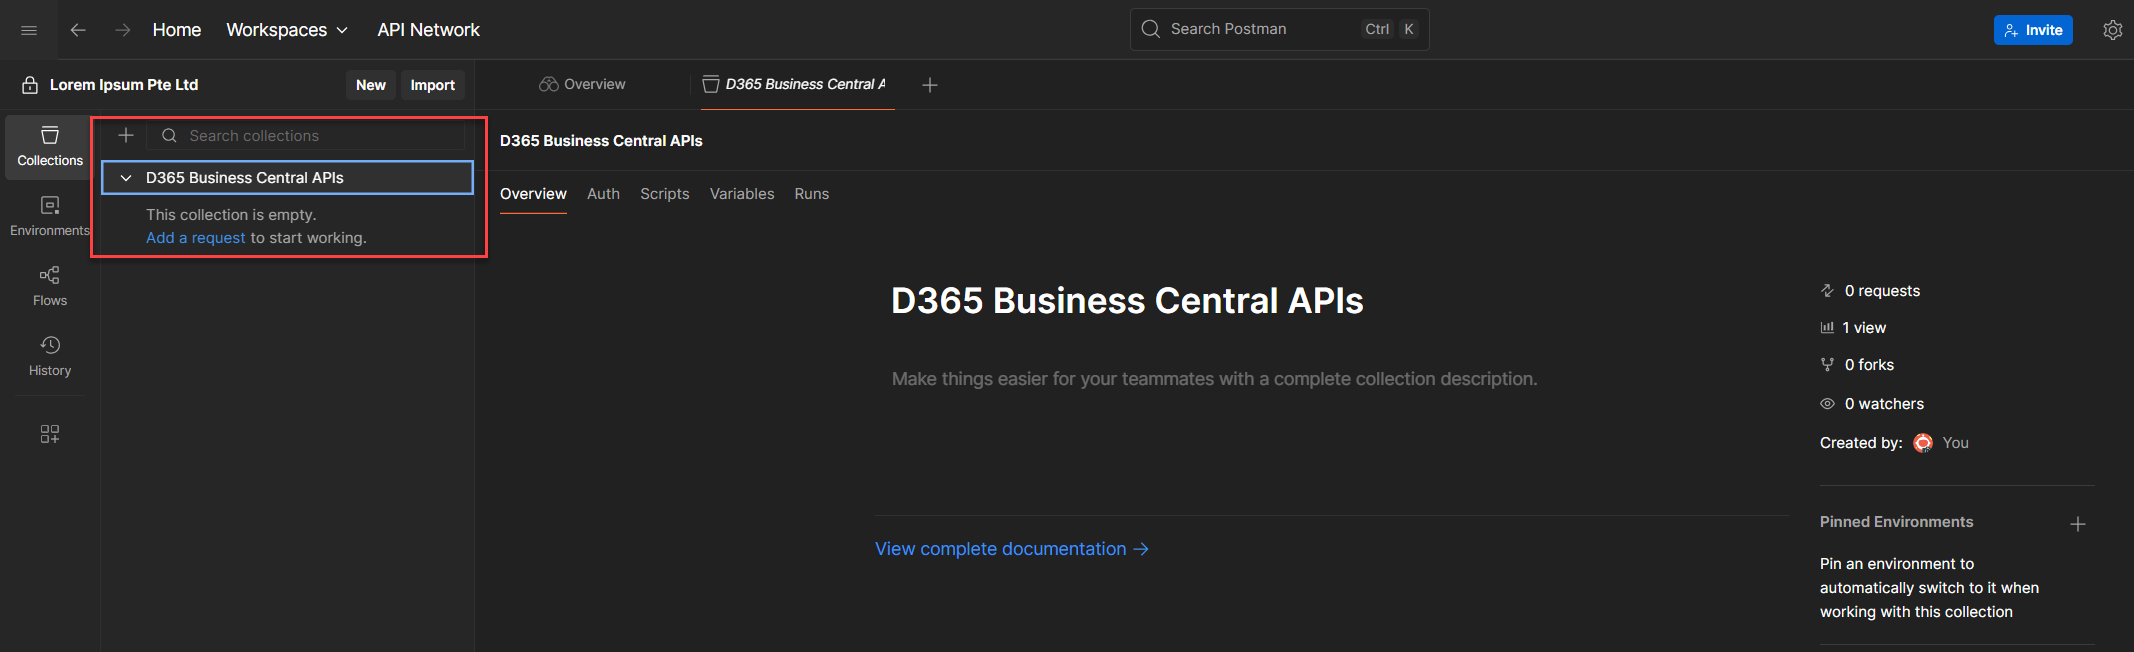 Home Workspaces API Network Search Postman Ctrl K Invite
Lorem Ipsum Pte Ltd New Import
Overview D365 Business Central A
Collections
Environments
Flows
History
Search collections
D365 Business Central APIs
This collection is empty.
Add a request to start working.
D365 Business Central APIs
Overview Auth Scripts Variables Runs
D365 Business Central APIs
Make things easier for your teammates with a complete collection description.
View complete documentation →
0 requests
1 view
0 forks
0 watchers
Created by: You
Pinned Environments
Pin an environment to
automatically switch to it when
working with this collection